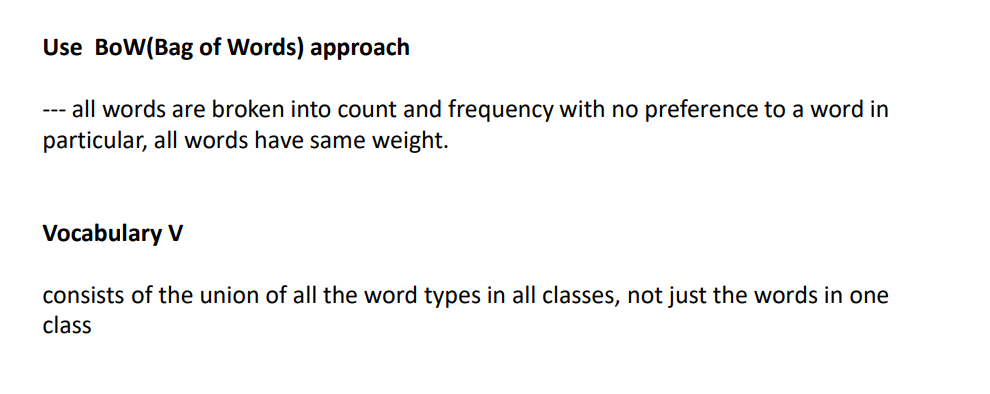 Use  BoW(Bag of Words) approach
--- all words are broken into count and frequency with no preference to a word in
particular, all words have same weight.
Vocabulary V
consists of the union of all the word types in all classes, not just the words in one
class